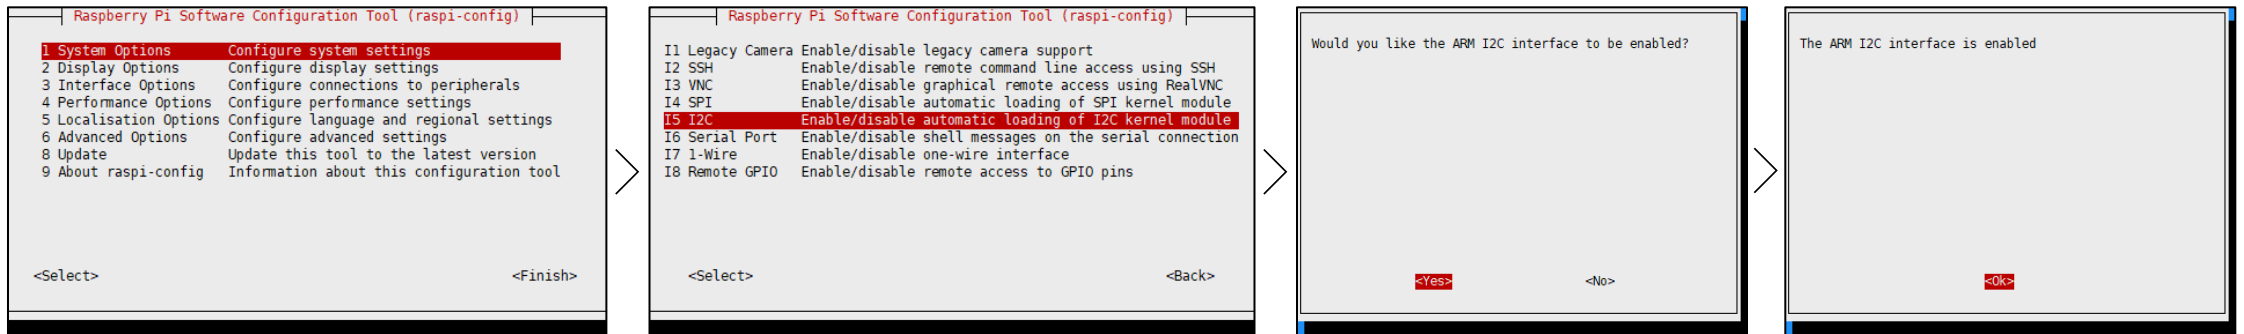 Raspberry Pi Software Configuration Tool (raspi-config)
1 System Options Configure system settings
2 Display Options Configure display settings
3 Interface Options Configure connections to peripherals
4 Performance Options Configure performance settings
5 Localisation Options Configure language and regional settings
6 Advanced Options Configure advanced settings
8 Update Update this tool to the latest version
9 About raspi-config Information about this configuration tool
<Select> <Finish>
Raspberry Pi Software Configuration Tool (raspi-config)
I1 Legacy Camera Enable/disable legacy camera support
I2 SSH Enable/disable remote command line access using SSH
I3 VNC Enable/disable graphical remote access using RealVNC
I4 SPI Enable/disable automatic loading of SPI kernel module
I5 I2C Enable/disable automatic loading of I2C kernel module
I6 Serial Port Enable/disable shell messages on the serial connection
I7 1-Wire Enable/disable one-wire interface
I8 Remote GPIO Enable/disable remote access to GPIO pins
<Select> <Back>
Would you like the ARM I2C interface to be enabled?
<Yes> <No>
The ARM I2C interface is enabled
<Ok>